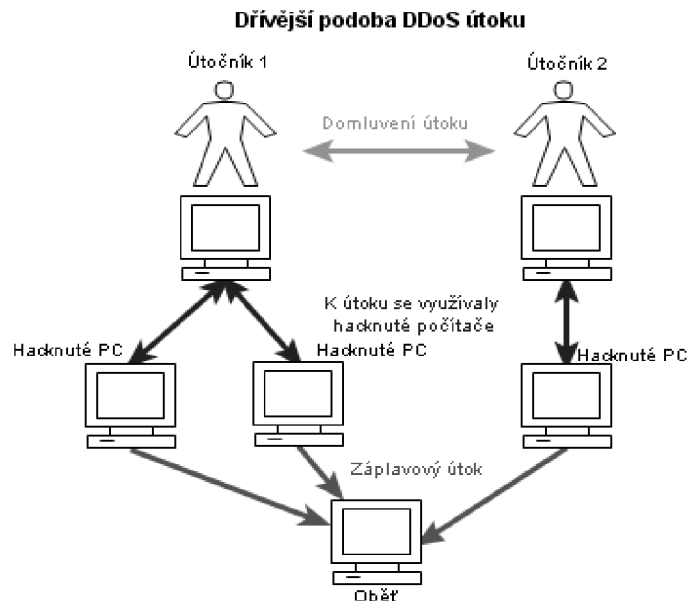 Dřívější podoba DDoS útoku
Útočník 1
Útočník 2
Domluvení útoku
K útoku se využívaly
hacknuté počítače
Hacknuté PC
Hacknuté PC
Hacknuté PC
Záplavový útok
Oběť